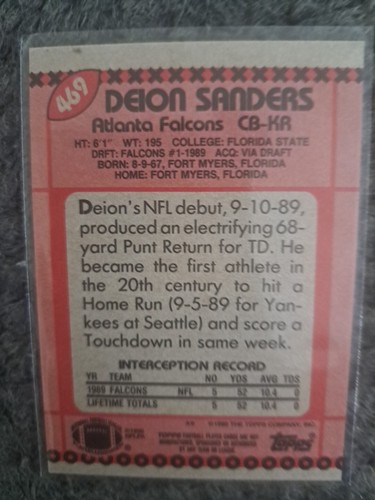 469
DEION SANDERS
Atlanta Falcons CB-KR
HT: 6'1" WT: 195 COLLEGE: FLORIDA STATE
DRFT: FALCONS #1-1989 ACQ: VIA DRAFT
BORN: 8-9-67, FORT MYERS, FLORIDA
HOME: FORT MYERS, FLORIDA
Deion's NFL debut, 9-10-89,
produced an electrifying 68-
yard Punt Return for TD. He
became the first athlete in
the 20th century to hit a
Home Run (9-5-89 for Yan-
kees at Seattle) and score a
Touchdown in same week.
INTERCEPTION RECORD
YR TEAM NO YDS AVG TDS
1989 FALCONS NFL 5 52 10.4 0
LIFETIME TOTALS 5 52 10.4 0
THE TOPPS COMPANY, INC.